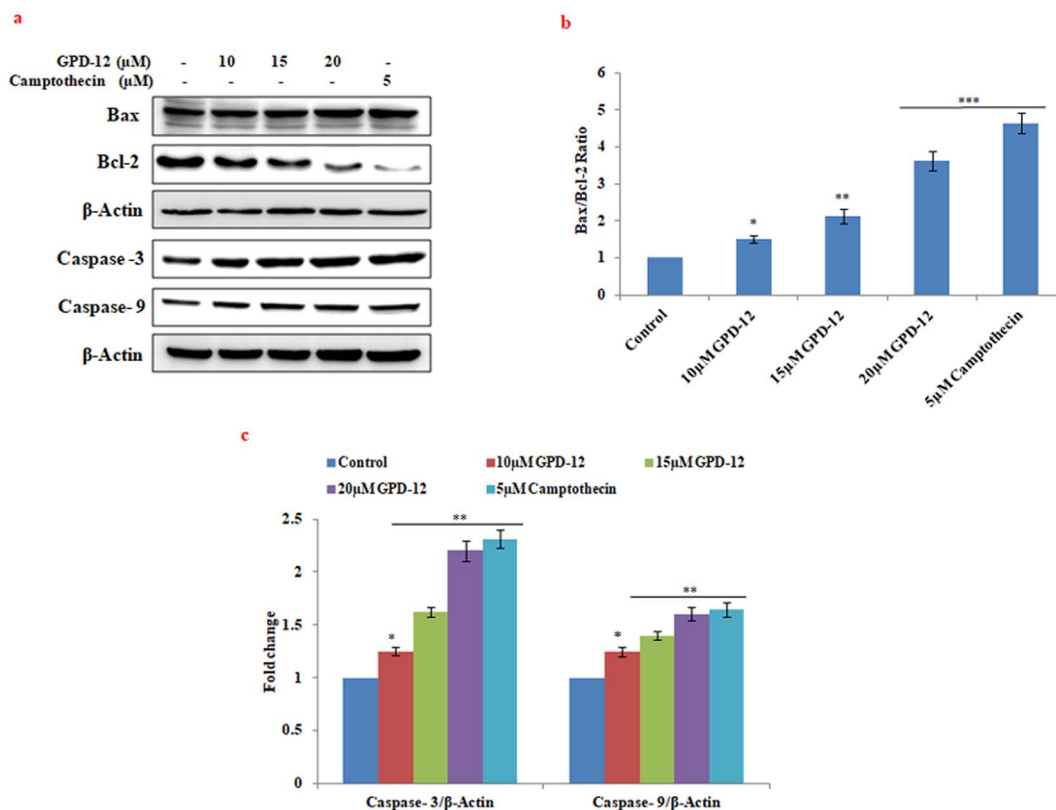 a
GPD-12 (µM) - 10 15 20 -
Camptothecin (µM) - - - - 5
Bax
Bcl-2
β-Actin
Caspase -3
Caspase- 9
β-Actin
b
Bax/Bcl-2 Ratio
6
5
4
3
2
1
0
*
**
***
Control
10µM GPD-12
15µM GPD-12
20µM GPD-12
5µM Camptothecin
c
Control 10µM GPD-12 15µM GPD-12
20µM GPD-12 5µM Camptothecin
Fold change
2.5
2
1.5
1
0.5
0
*
**
*
**
Caspase- 3/β-Actin Caspase- 9/β-Actin